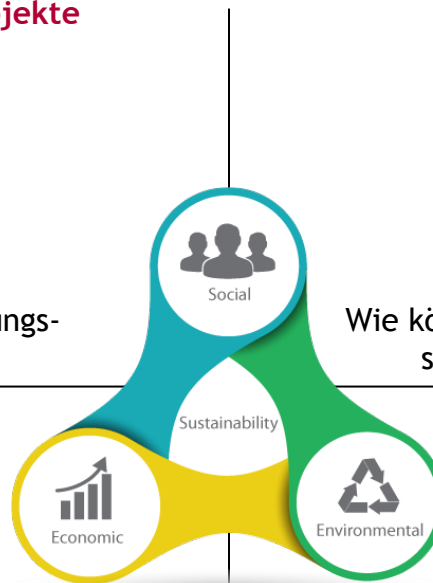 jekte
Social
ungs-
Wie kö
s
Sustainability
Economic
Environmental